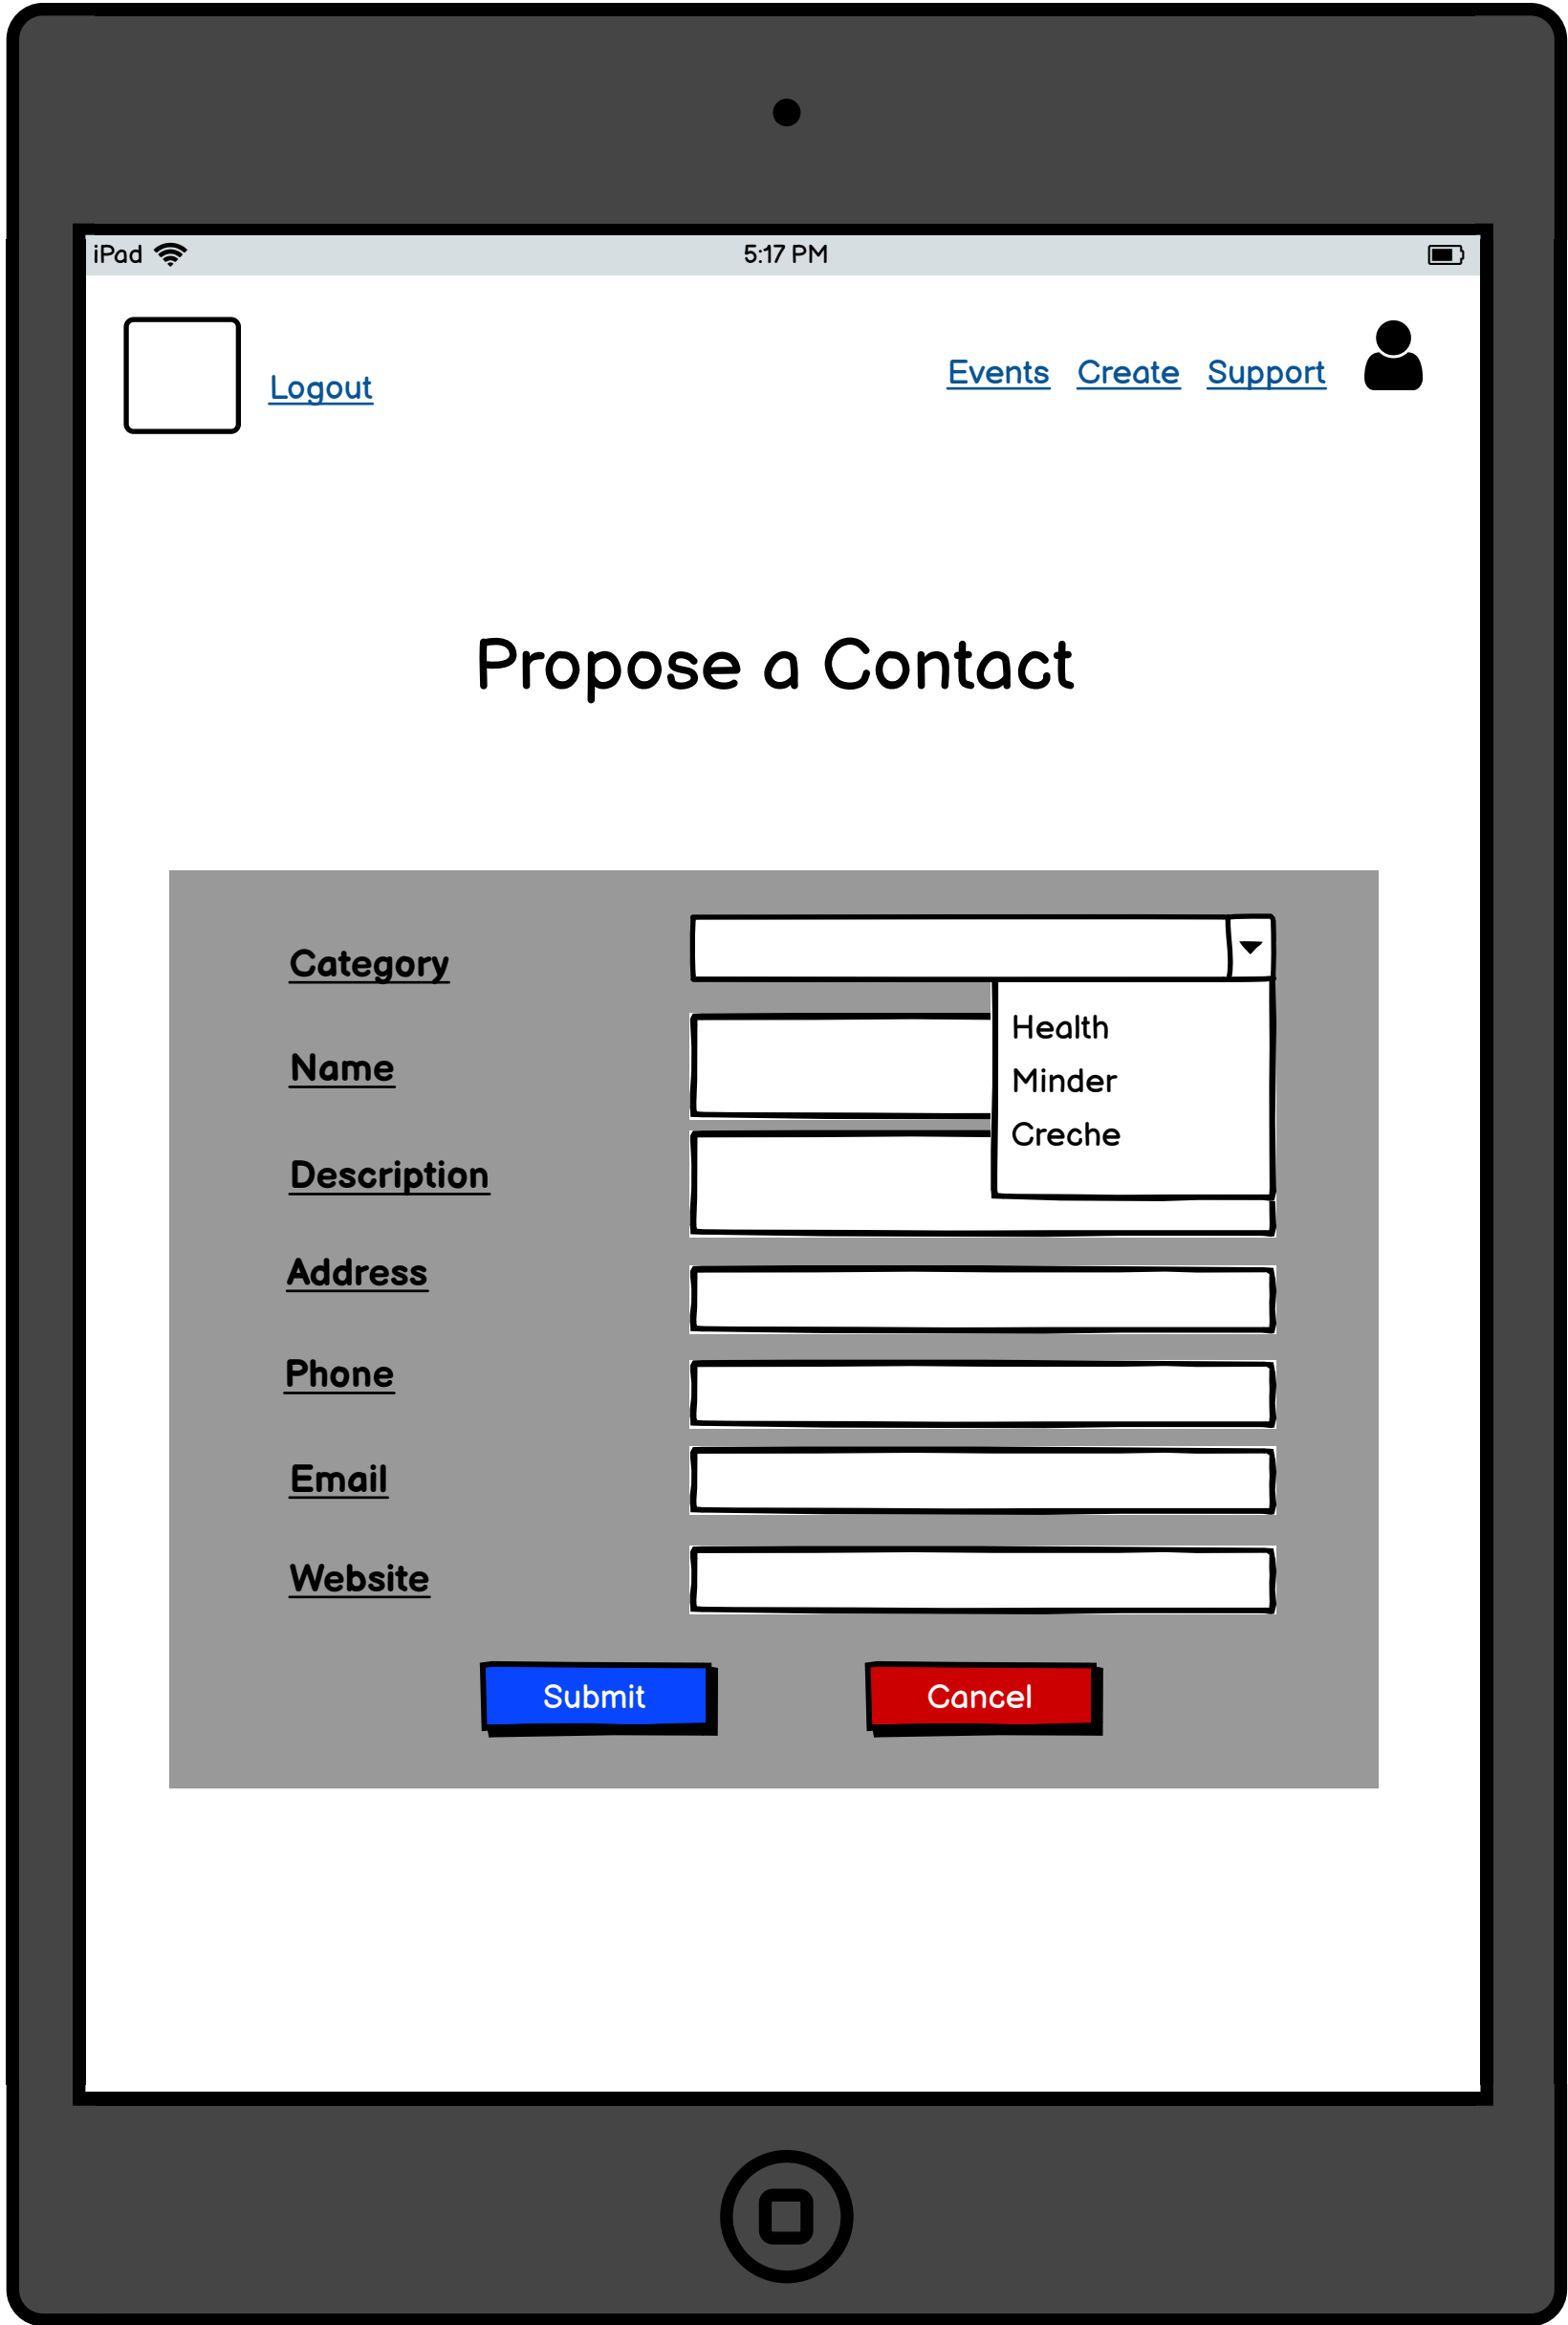 iPad 5:17 PM
Logout Events Create Support
Propose a Contact
Category
Health
Name
Minder
Creche
Description
Address
Phone
Email
Website
Submit Cancel